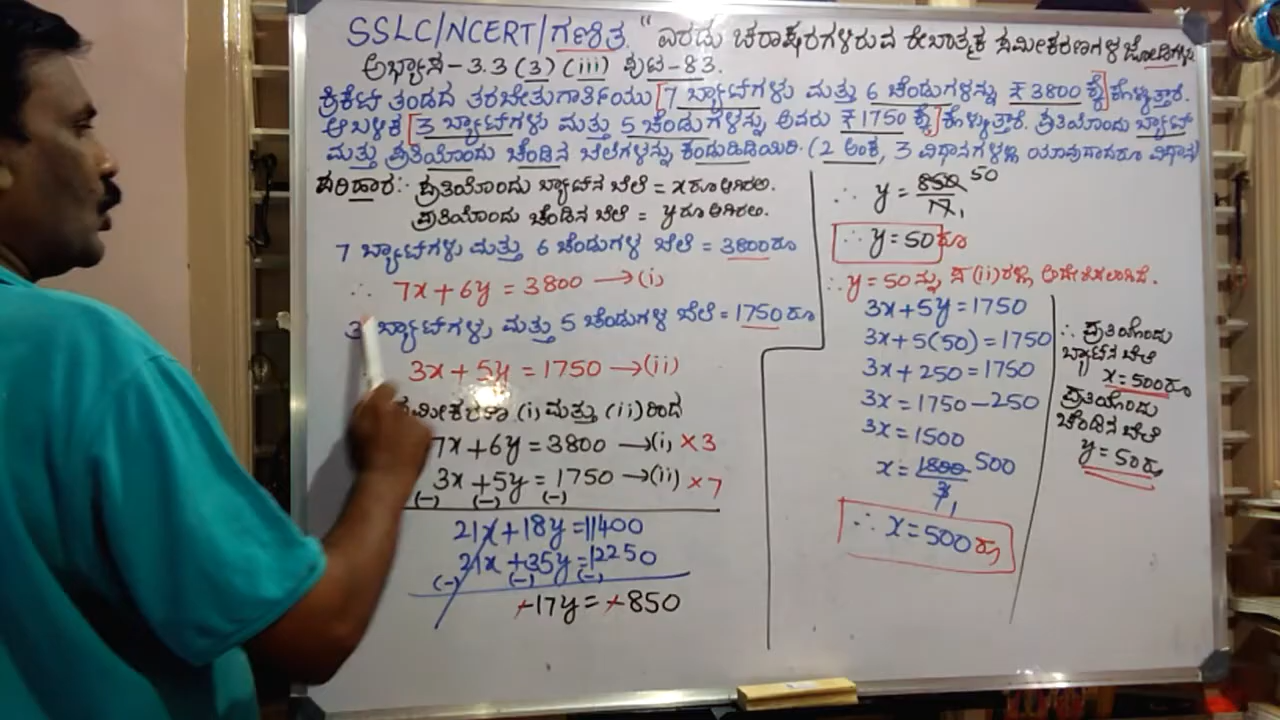 SSLC/NCERT/ಗಣಿತ "ಎರಡು ಚರಾಕ್ಷರಗಳಿರುವ ರೇಖಾತ್ಮಕ ಸಮೀಕರಣಗಳ ಜೋಡಿಗಳು
ಅಭ್ಯಾಸ-3.3 (3) (iii) ಪುಟ-83.
ಕ್ರಿಕೆಟ್ ತಂಡದ ತರಬೇತುಗಾರ್ತಿಯು [7 ಬ್ಯಾಟ್‌ಗಳು ಮತ್ತು 6 ಚೆಂಡುಗಳನ್ನು ₹3800 ಕ್ಕೆ] ಕೊಳ್ಳುತ್ತಾರೆ.
ಆ ಬಳಿಕ [3 ಬ್ಯಾಟ್‌ಗಳು ಮತ್ತು 5 ಚೆಂಡುಗಳನ್ನು ಅವರು ₹1750 ಕ್ಕೆ] ಕೊಳ್ಳುತ್ತಾರೆ. ಪ್ರತಿಯೊಂದು ಬ್ಯಾಟ್
ಮತ್ತು ಪ್ರತಿಯೊಂದು ಚೆಂಡಿನ ಬೆಲೆಗಳನ್ನು ಕಂಡುಹಿಡಿಯಿರಿ. (2 ಅಂಕ, 3 ವಿಧಾನಗಳಲ್ಲಿ ಯಾವುದಾದರೂ ವಿಧಾನ)
ಪರಿಹಾರ:- ಪ್ರತಿಯೊಂದು ಬ್ಯಾಟಿನ ಬೆಲೆ = x ರೂ ಆಗಿರಲಿ.
ಪ್ರತಿಯೊಂದು ಚೆಂಡಿನ ಬೆಲೆ = y ರೂ ಆಗಿರಲಿ.
7 ಬ್ಯಾಟ್‌ಗಳು ಮತ್ತು 6 ಚೆಂಡುಗಳ ಬೆಲೆ = 3800 ರೂ
∴ 7x+6y = 3800 →(i)
3 ಬ್ಯಾಟ್‌ಗಳು ಮತ್ತು 5 ಚೆಂಡುಗಳ ಬೆಲೆ = 1750 ರೂ
3x+5y = 1750 →(ii)
(i) ಮತ್ತು (ii) ರಿಂದ
7x+6y = 3800 →(i) ×3
3x+5y = 1750 →(ii) ×7
(-) (-) (-)
21x+18y = 11400
21x+35y = 12250
(-) (-) (-)
-17y = -850
∴ y = 850/17 50
1
∴ y = 50 ರೂ
∴ y = 50 ನ್ನು ಸ (ii) ರಲ್ಲಿ ಆದೇಶಿಸಲಾಗಿದೆ.
3x+5y = 1750
3x+5(50) = 1750
3x+250 = 1750
3x = 1750-250
3x = 1500
x = 1500/3 500
1
∴ x = 500 ರೂ
∴ ಪ್ರತಿಯೊಂದು
ಬ್ಯಾಟಿನ ಬೆಲೆ
x = 500 ರೂ
ಪ್ರತಿಯೊಂದು
ಚೆಂಡಿನ ಬೆಲೆ
y = 50 ರೂ